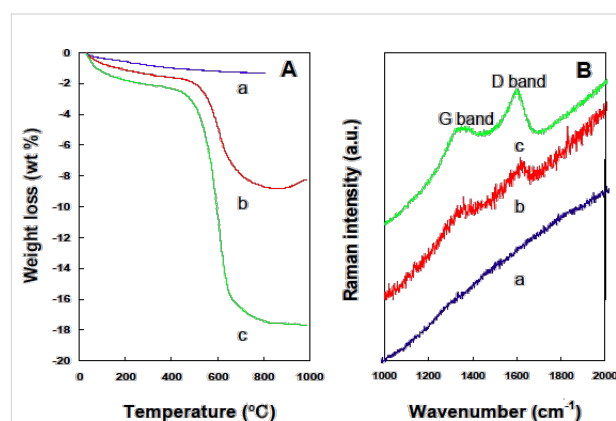 A
B
0
-2
-4
-6
-8
-10
-12
-14
-16
-18
-20
0 200 400 600 800 1000
Weight loss (wt %)
Temperature (ºC)
a
b
c
D band
G band
c
b
a
Raman intensity (a.u.)
1000 1200 1400 1600 1800 2000
Wavenumber (cm⁻¹)